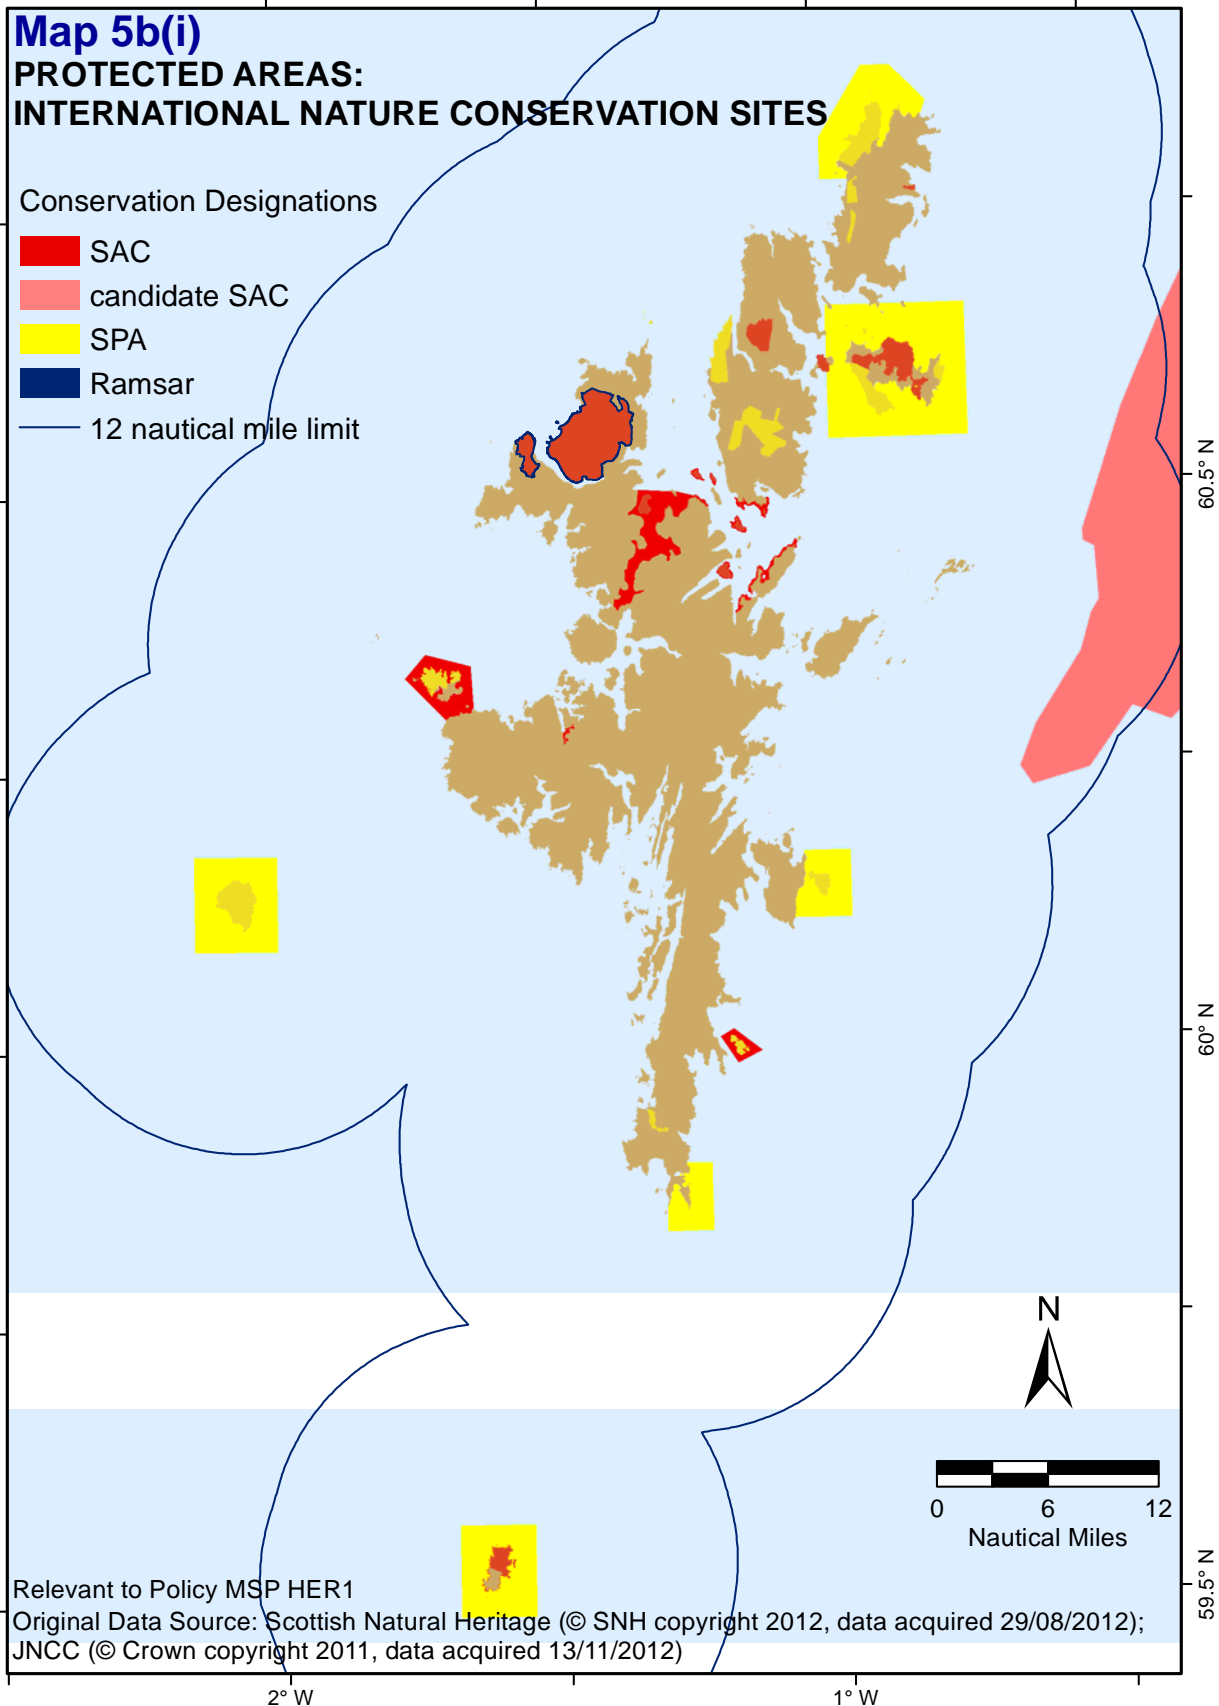 Map 5b(i)
PROTECTED AREAS:
INTERNATIONAL NATURE CONSERVATION SITES
Conservation Designations
SAC
candidate SAC
SPA
Ramsar
12 nautical mile limit
60.5° N
60° N
N
0 6 12
Nautical Miles
59.5° N
Relevant to Policy MSP HER1
Original Data Source: Scottish Natural Heritage (© SNH copyright 2012, data acquired 29/08/2012);
JNCC (© Crown copyright 2011, data acquired 13/11/2012)
2° W 1° W